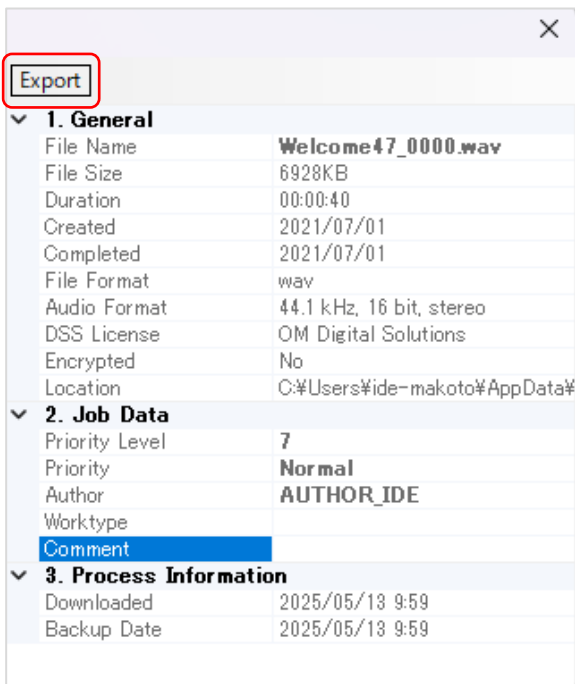 Export
1. General
File Name Welcome47_0000.wav
File Size 6928KB
Duration 00:00:40
Created 2021/07/01
Completed 2021/07/01
File Format wav
Audio Format 44.1 kHz, 16 bit, stereo
DSS License OM Digital Solutions
Encrypted No
Location C:¥Users¥ide-makoto¥AppData¥
2. Job Data
Priority Level 7
Priority Normal
Author AUTHOR_IDE
Worktype
Comment
3. Process Information
Downloaded 2025/05/13 9:59
Backup Date 2025/05/13 9:59